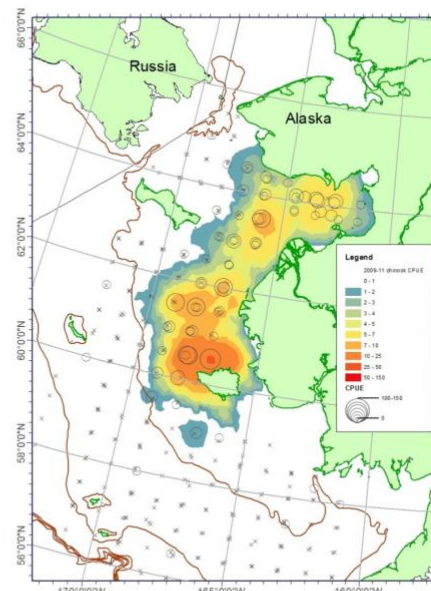 66°0'0"N
Russia
64°0'0"N
Alaska
62°0'0"N
60°0'0"N
58°0'0"N
56°0'0"N
Legend
2009-11 chinook CPUE
0 - 1
1 - 2
2 - 3
3 - 4
4 - 5
5 - 7
7 - 10
10 - 25
25 - 50
50 - 150
CPUE
100-150
0